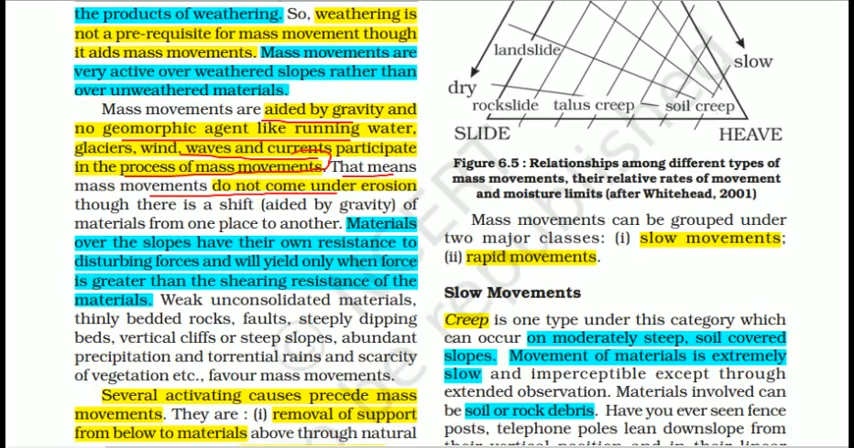 the products of weathering. So, weathering is
not a pre-requisite for mass movement though
it aids mass movements. Mass movements are
very active over weathered slopes rather than
over unweathered materials.
Mass movements are aided by gravity and
no geomorphic agent like running water,
glaciers, wind, waves and currents participate
in the process of mass movements. That means
mass movements do not come under erosion
though there is a shift (aided by gravity) of
materials from one place to another. Materials
over the slopes have their own resistance to
disturbing forces and will yield only when force
is greater than the shearing resistance of the
materials. Weak unconsolidated materials,
thinly bedded rocks, faults, steeply dipping
beds, vertical cliffs or steep slopes, abundant
precipitation and torrential rains and scarcity
of vegetation etc., favour mass movements.
Several activating causes precede mass
movements. They are : (i) removal of support
from below to materials above through natural
landslide
slow
dry
rockslide talus creep soil creep
SLIDE HEAVE
Figure 6.5 : Relationships among different types of
mass movements, their relative rates of movement
and moisture limits (after Whitehead, 2001)
Mass movements can be grouped under
two major classes: (i) slow movements;
(ii) rapid movements.
Slow Movements
Creep is one type under this category which
can occur on moderately steep, soil covered
slopes. Movement of materials is extremely
slow and imperceptible except through
extended observation. Materials involved can
be soil or rock debris. Have you ever seen fence
posts, telephone poles lean downslope from
their vertical position and in their linear